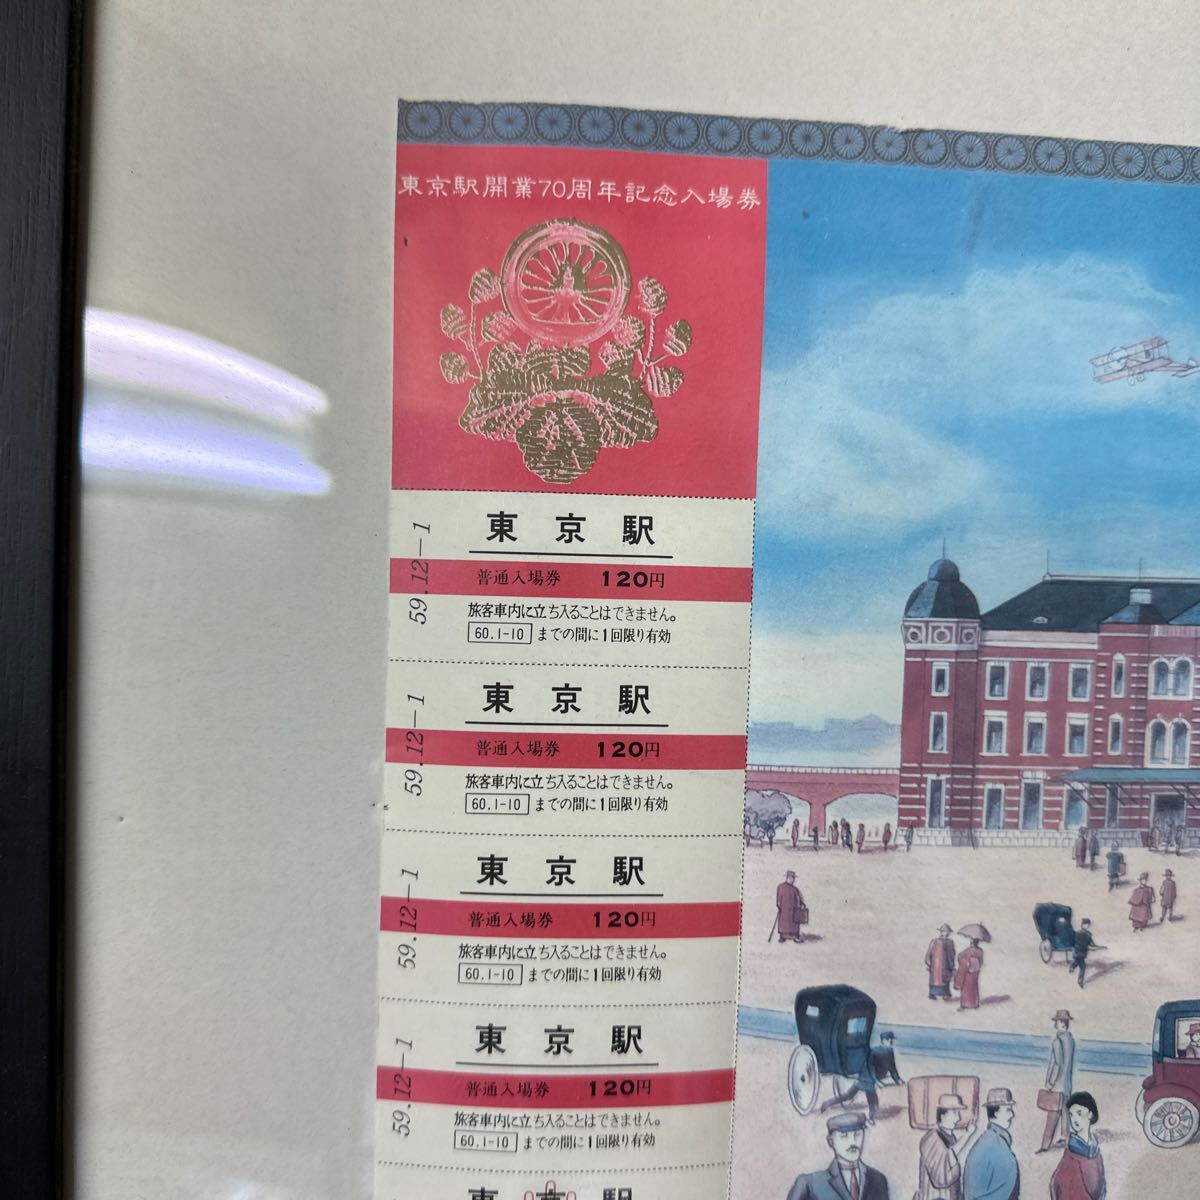 東京駅開業70周年記念入場券
59.12-1
東京駅
普通入場券 120円
旅客車内に立ち入ることはできません。
60.1-10 までの間に1回限り有効
59.12-1
東京駅
普通入場券 120円
旅客車内に立ち入ることはできません。
60.1-10 までの間に1回限り有効
59.12-1
東京駅
普通入場券 120円
旅客車内に立ち入ることはできません。
60.1-10 までの間に1回限り有効
59.12-1
東京駅
普通入場券 120円
旅客車内に立ち入ることはできません。
60.1-10 までの間に1回限り有効
東京駅